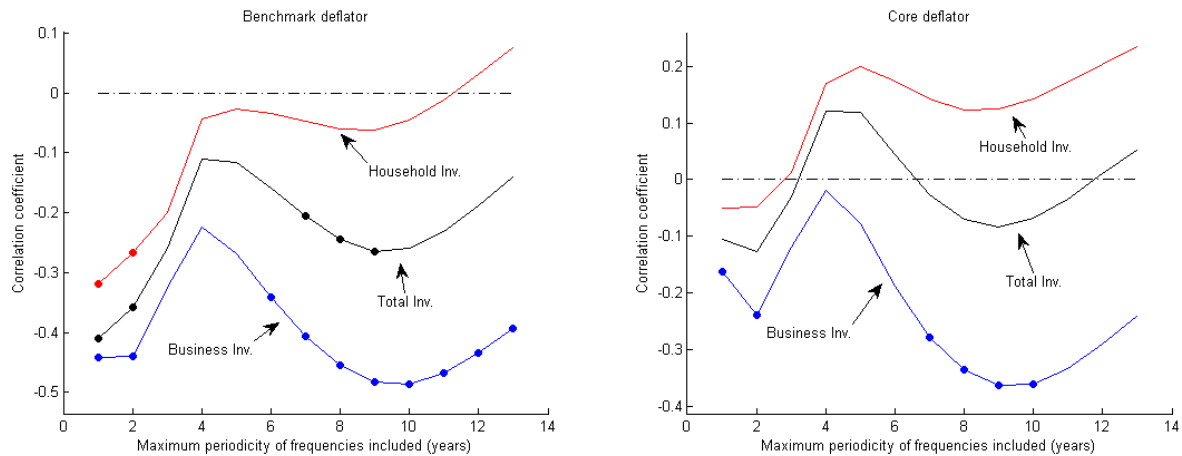 Benchmark deflator
0.1
0
-0.1
-0.2
-0.3
-0.4
-0.5
Correlation coefficient
Household Inv.
Total Inv.
Business Inv.
0 2 4 6 8 10 12 14
Maximum periodicity of frequencies included (years)
Core deflator
0.2
0.1
0
-0.1
-0.2
-0.3
-0.4
Correlation coefficient
Household Inv.
Total Inv.
Business Inv.
0 2 4 6 8 10 12 14
Maximum periodicity of frequencies included (years)